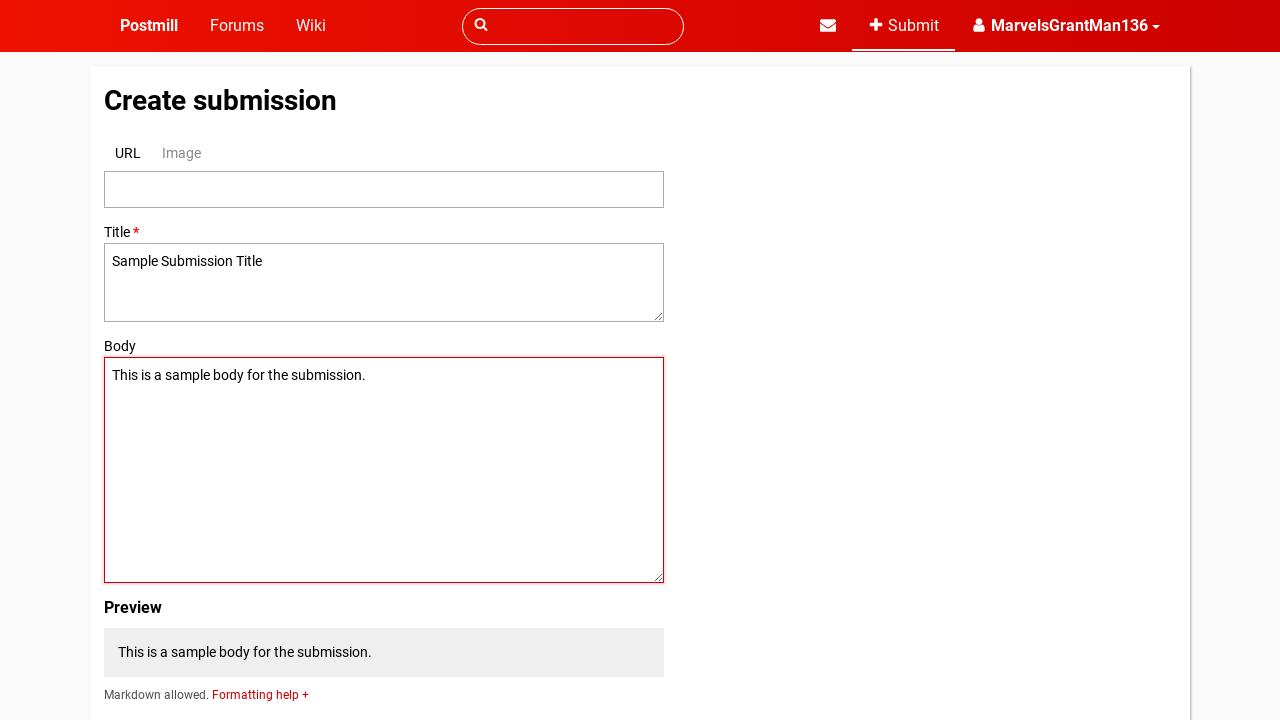 Postmill Forums Wiki Submit MarvelsGrantMan136
Create submission
URL Image
Title *
Sample Submission Title
Body
This is a sample body for the submission.
Preview
This is a sample body for the submission.
Markdown allowed. Formatting help +